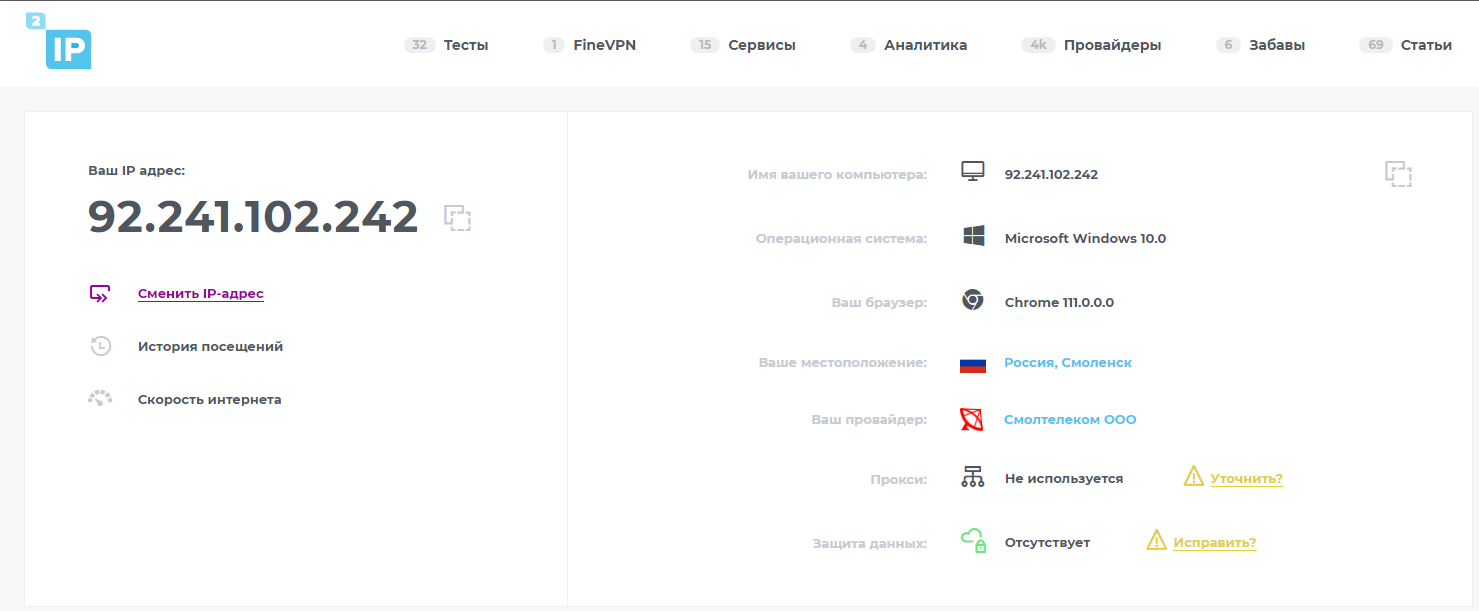 2
IP
32 Тесты
1 FineVPN
15 Сервисы
4 Аналитика
4k Провайдеры
6 Забавы
69 Статьи
Ваш IP адрес:
92.241.102.242
Сменить IP-адрес
История посещений
Скорость интернета
Имя вашего компьютера: 92.241.102.242
Операционная система: Microsoft Windows 10.0
Ваш браузер: Chrome 111.0.0.0
Ваше местоположение: Россия, Смоленск
Ваш провайдер: Смолтелеком ООО
Прокси: Не используется Уточнить?
Защита данных: Отсутствует Исправить?